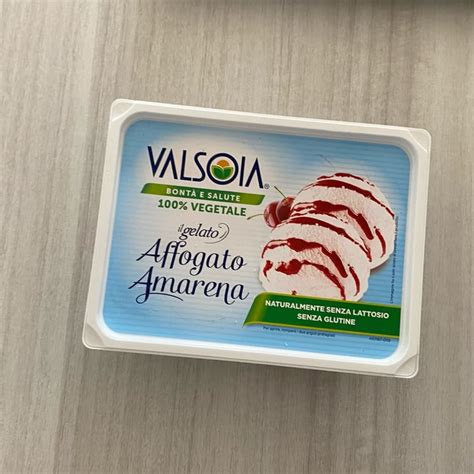 VALSOIA®
BONTÀ E SALUTE
100% VEGETALE
il gelato
Affogato
Amarena
NATURALMENTE SENZA LATTOSIO
SENZA GLUTINE